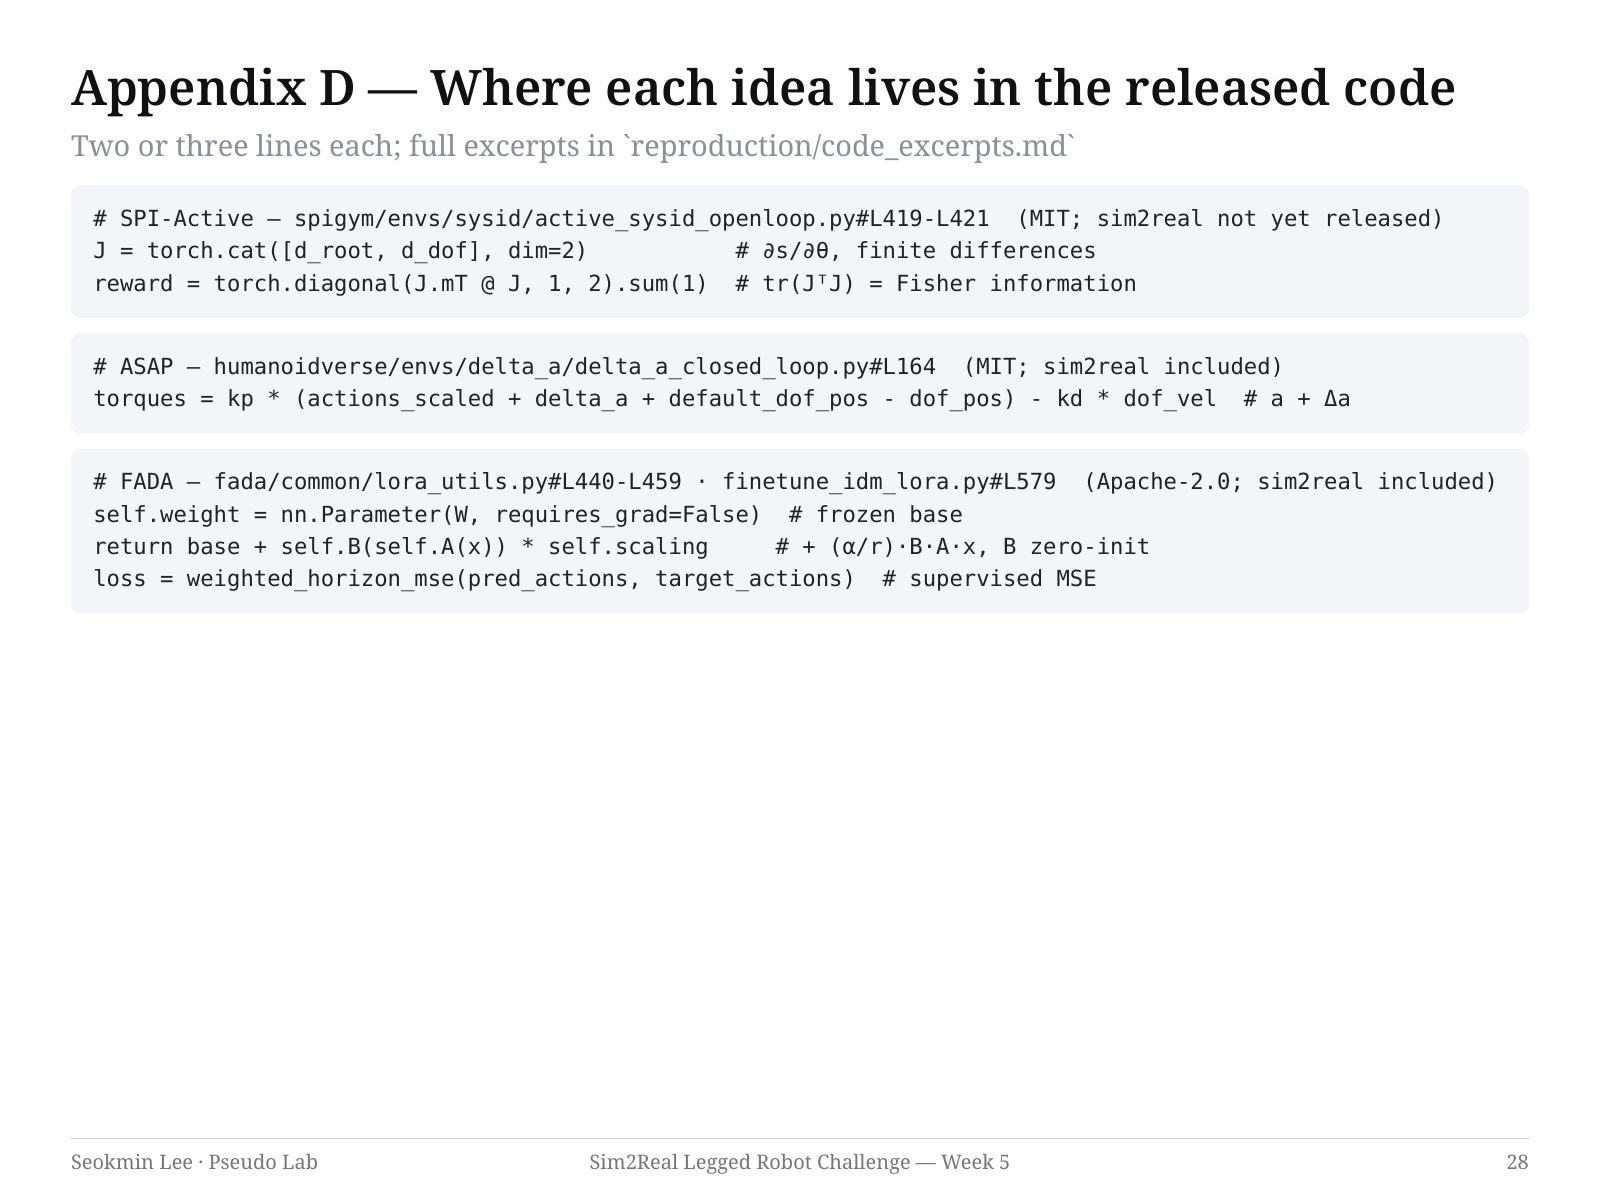 Appendix D — Where each idea lives in the released code
Two or three lines each; full excerpts in `reproduction/code_excerpts.md`
# SPI-Active — spigym/envs/sysid/active_sysid_openloop.py#L419-L421  (MIT; sim2real not yet released)
J = torch.cat([d_root, d_dof], dim=2)           # ∂s/∂θ, finite differences
reward = torch.diagonal(J.mT @ J, 1, 2).sum(1)  # tr(JᵀJ) = Fisher information
# ASAP — humanoidverse/envs/delta_a/delta_a_closed_loop.py#L164  (MIT; sim2real included)
torques = kp * (actions_scaled + delta_a + default_dof_pos - dof_pos) - kd * dof_vel  # a + Δa
# FADA — fada/common/lora_utils.py#L440-L459 · finetune_idm_lora.py#L579  (Apache-2.0; sim2real included)
self.weight = nn.Parameter(W, requires_grad=False)  # frozen base
return base + self.B(self.A(x)) * self.scaling     # + (α/r)·B·A·x, B zero-init
loss = weighted_horizon_mse(pred_actions, target_actions)  # supervised MSE
Seokmin Lee · Pseudo Lab
Sim2Real Legged Robot Challenge — Week 5
28